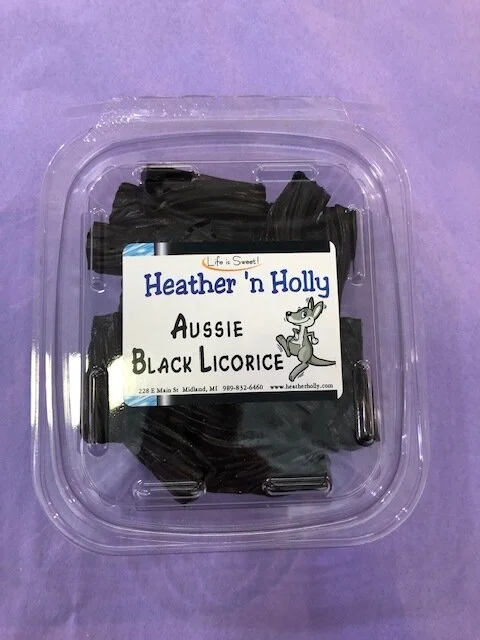 Life is Sweet!
Heather 'n Holly
AUSSIE
BLACK LICORICE
228 E Main St Midland, MI 989-832-6460 www.heatherholly.com